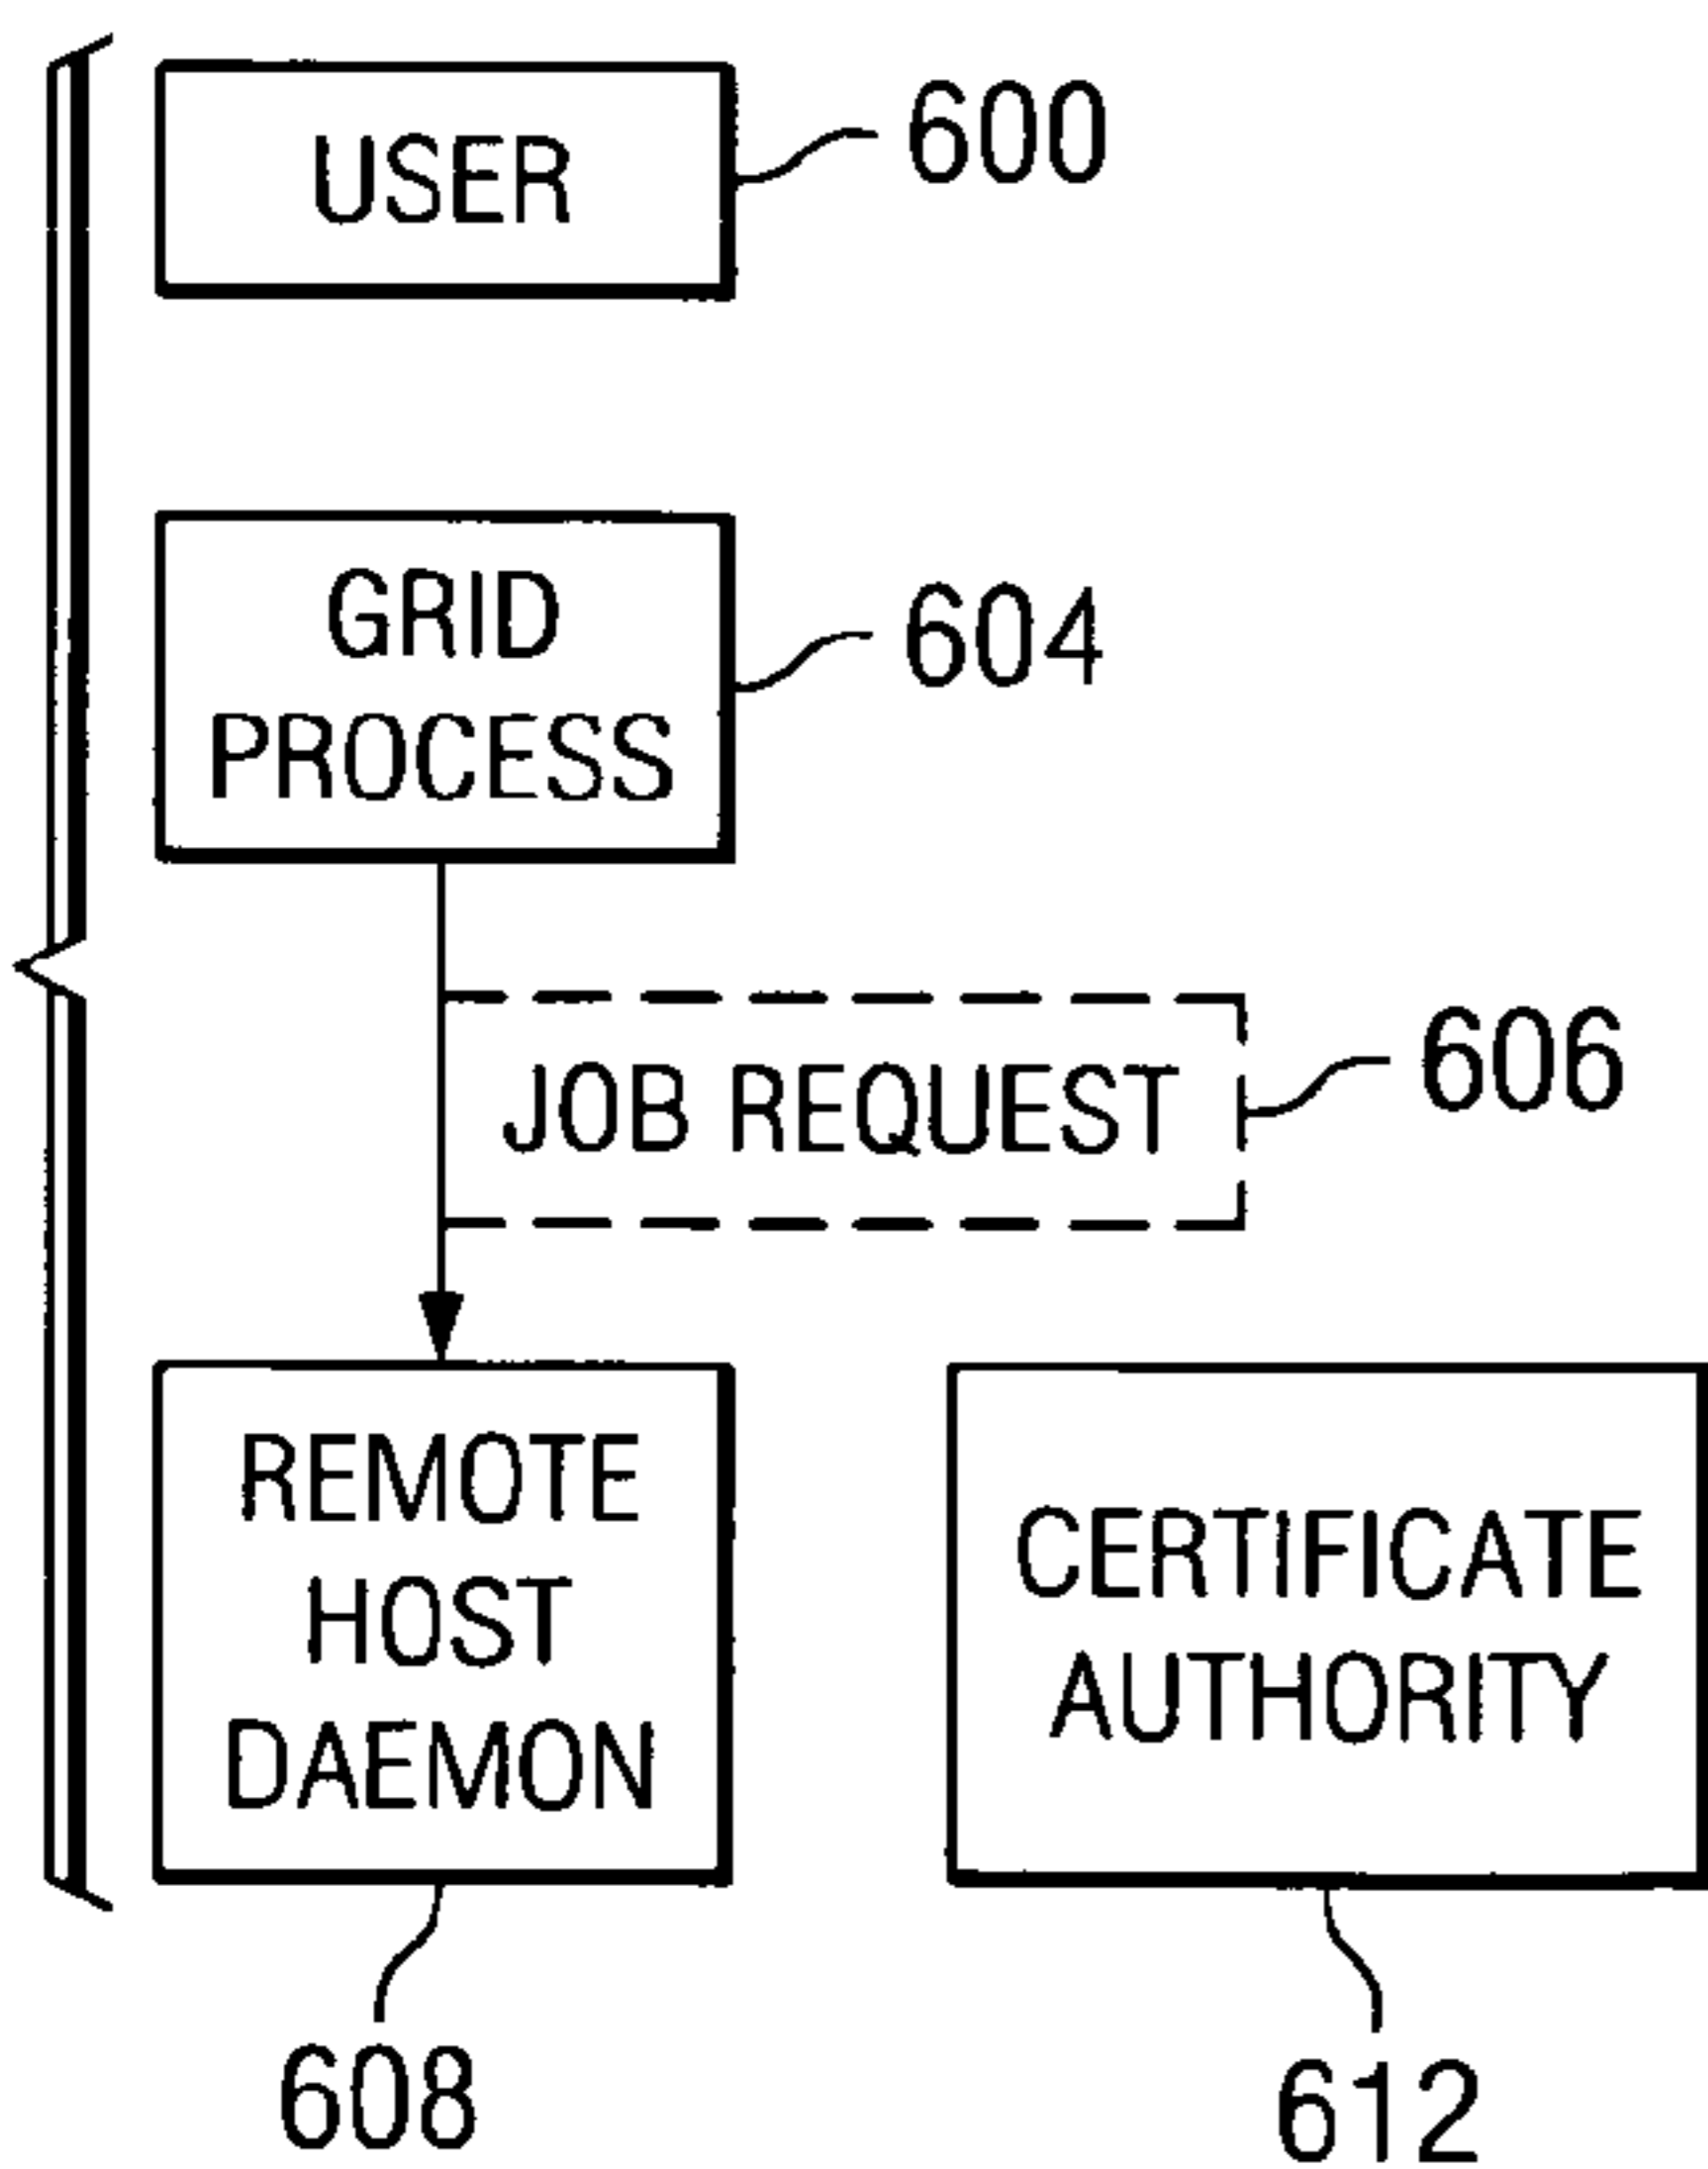 USER
600
GRID
PROCESS
604
JOB REQUEST
606
REMOTE
HOST
DAEMON
CERTIFICATE
AUTHORITY
608
612